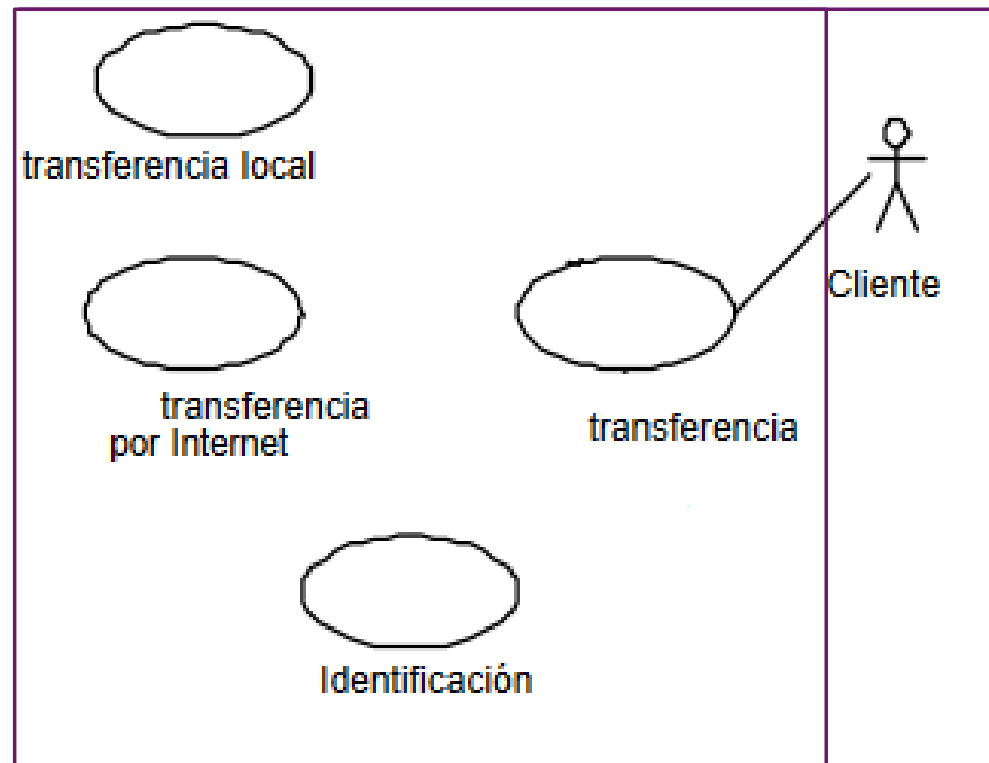 transferencia local
Cliente
transferencia
por Internet
transferencia
Identificación